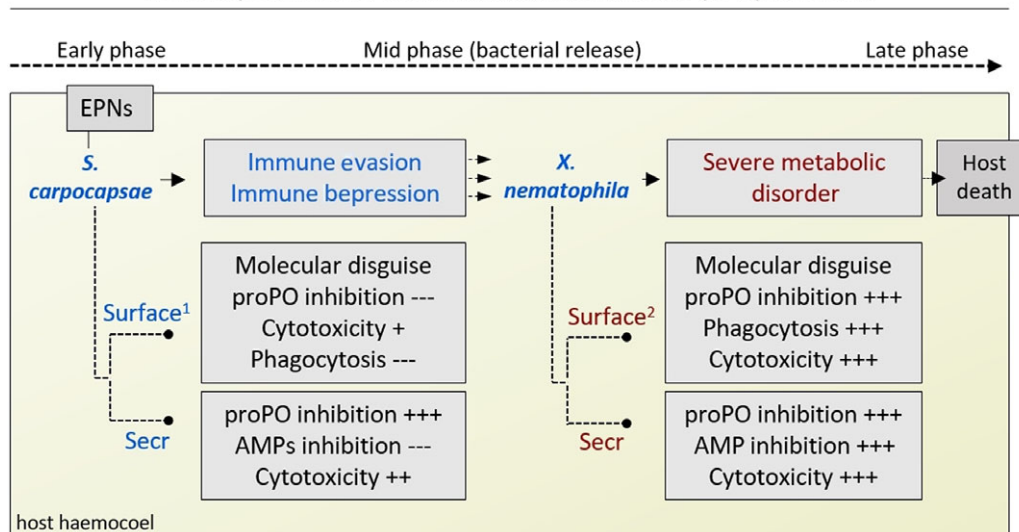 Early phase
Mid phase (bacterial release)
Late phase
EPNs
S.
carpocapsae
Immune evasion
Immune bepression
X.
nematophila
Severe metabolic
disorder
Host
death
Surface¹
Molecular disguise
proPO inhibition ---
Cytotoxicity +
Phagocytosis ---
Surface²
Molecular disguise
proPO inhibition +++
Phagocytosis +++
Cytotoxicity +++
Secr
proPO inhibition +++
AMPs inhibition ---
Cytotoxicity ++
Secr
proPO inhibition +++
AMP inhibition +++
Cytotoxicity +++
host haemocoel